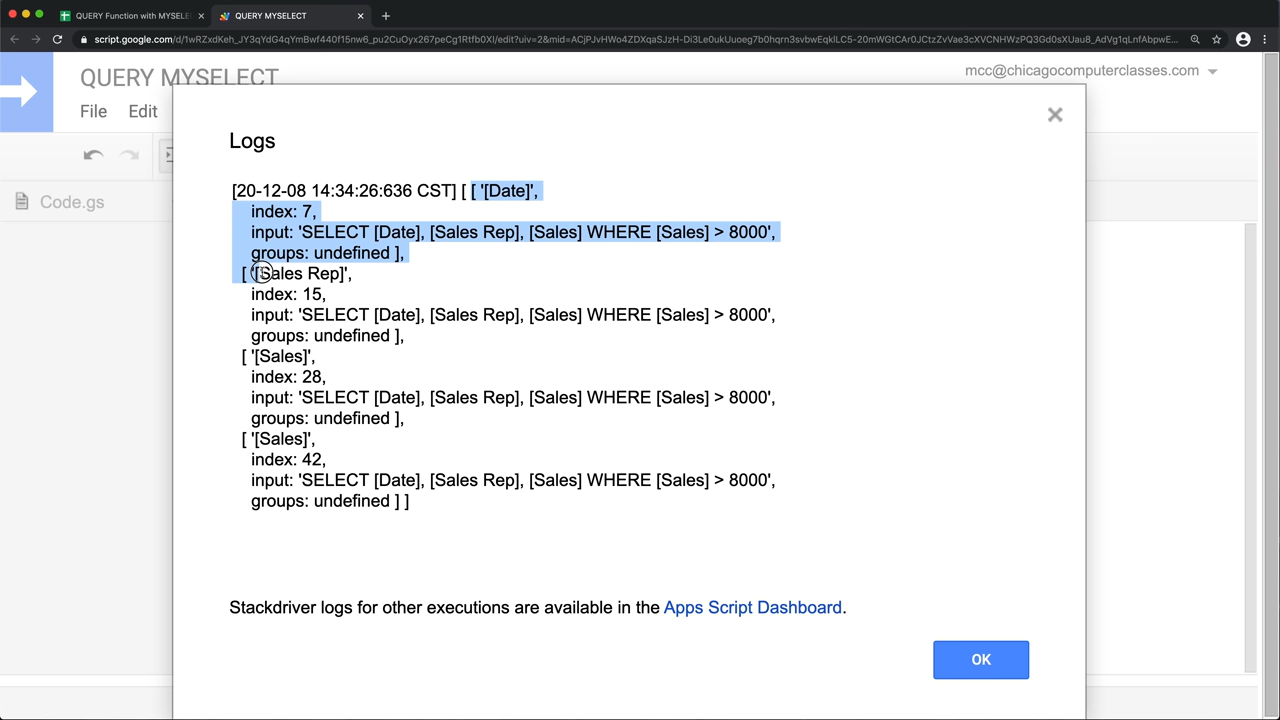 QUERY Function with MYSELE
QUERY MYSELECT
script.google.com/d/1wRZxdKeh_JY3qYdG4qYmBwf440f15nw6_pu2CuOyx267peCg1Rtfb0XI/edit?uiv=2&mid=ACjPJvHWo4ZDXqaSJzH-Di3Le0ukUuoeg7b0hqrn3svbwEqklLC5-20mWGtCAr0JCtzZvVae3cXVCNHWzPQ3Gd0sXUau8_AdVg1qLnfAbpwE...
QUERY MYSELECT
mcc@chicagocomputerclasses.com
File Edit
Code.gs
Logs
[20-12-08 14:34:26:636 CST] [ [ '[Date]',
index: 7,
input: 'SELECT [Date], [Sales Rep], [Sales] WHERE [Sales] > 8000',
groups: undefined ],
[ '[Sales Rep]',
index: 15,
input: 'SELECT [Date], [Sales Rep], [Sales] WHERE [Sales] > 8000',
groups: undefined ],
[ '[Sales]',
index: 28,
input: 'SELECT [Date], [Sales Rep], [Sales] WHERE [Sales] > 8000',
groups: undefined ],
[ '[Sales]',
index: 42,
input: 'SELECT [Date], [Sales Rep], [Sales] WHERE [Sales] > 8000',
groups: undefined ] ]
Stackdriver logs for other executions are available in the Apps Script Dashboard.
OK